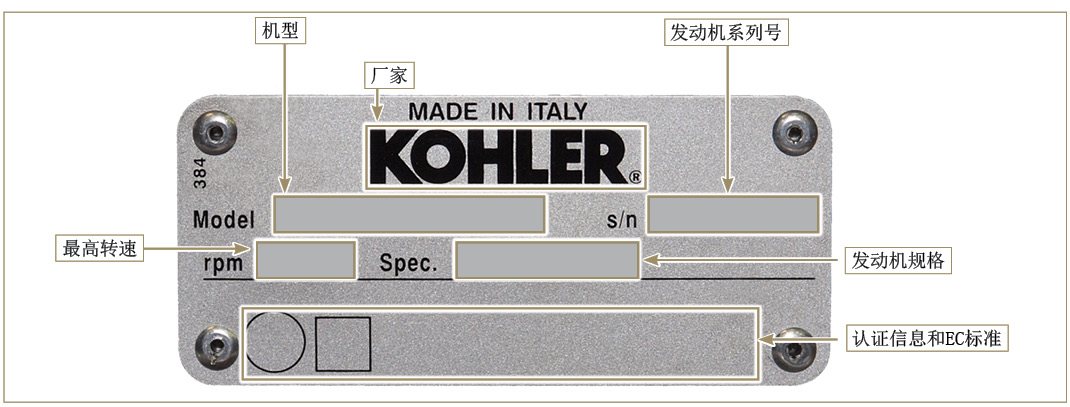 机型
发动机系列号
厂家
MADE IN ITALY
KOHLER®
384
Model
s/n
最高转速
rpm
Spec.
发动机规格
认证信息和EC标准